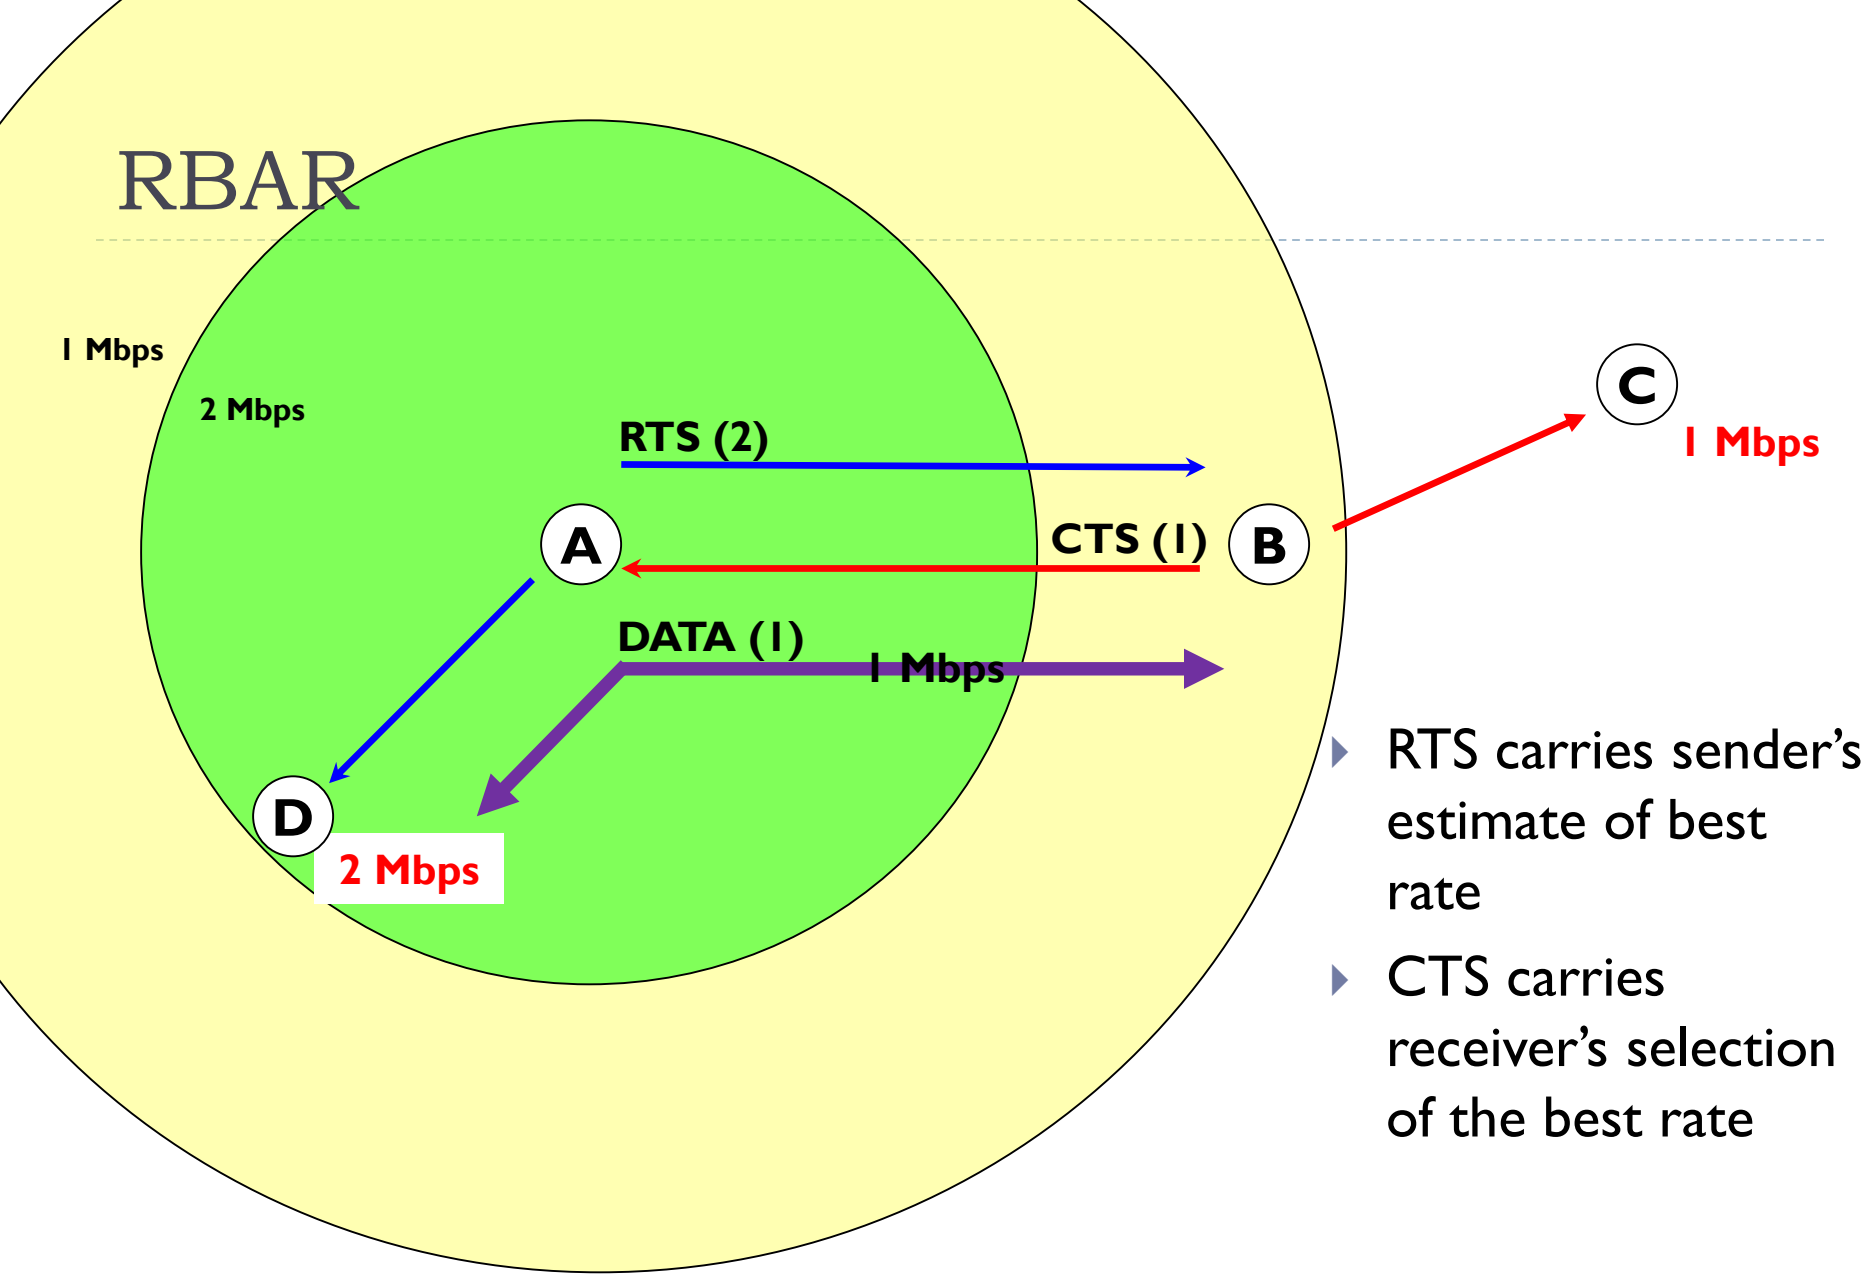 RBAR
1 Mbps
2 Mbps
RTS (2)
C
1 Mbps
A
CTS (1)
B
DATA (1)
1 Mbps
D
2 Mbps
RTS carries sender’s
estimate of best
rate
CTS carries
receiver’s selection
of the best rate